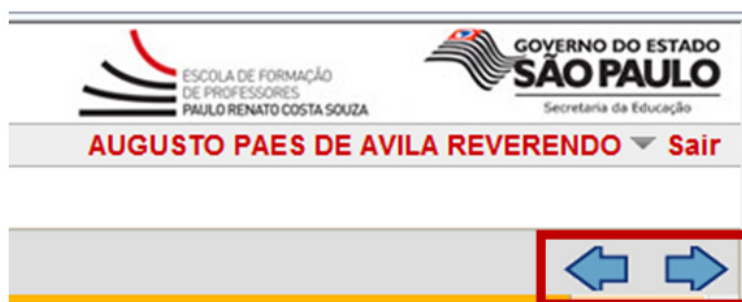 ESCOLA DE FORMAÇÃO
DE PROFESSORES
PAULO RENATO COSTA SOUZA
GOVERNO DO ESTADO
SÃO PAULO
Secretaria da Educação
AUGUSTO PAES DE AVILA REVERENDO Sair